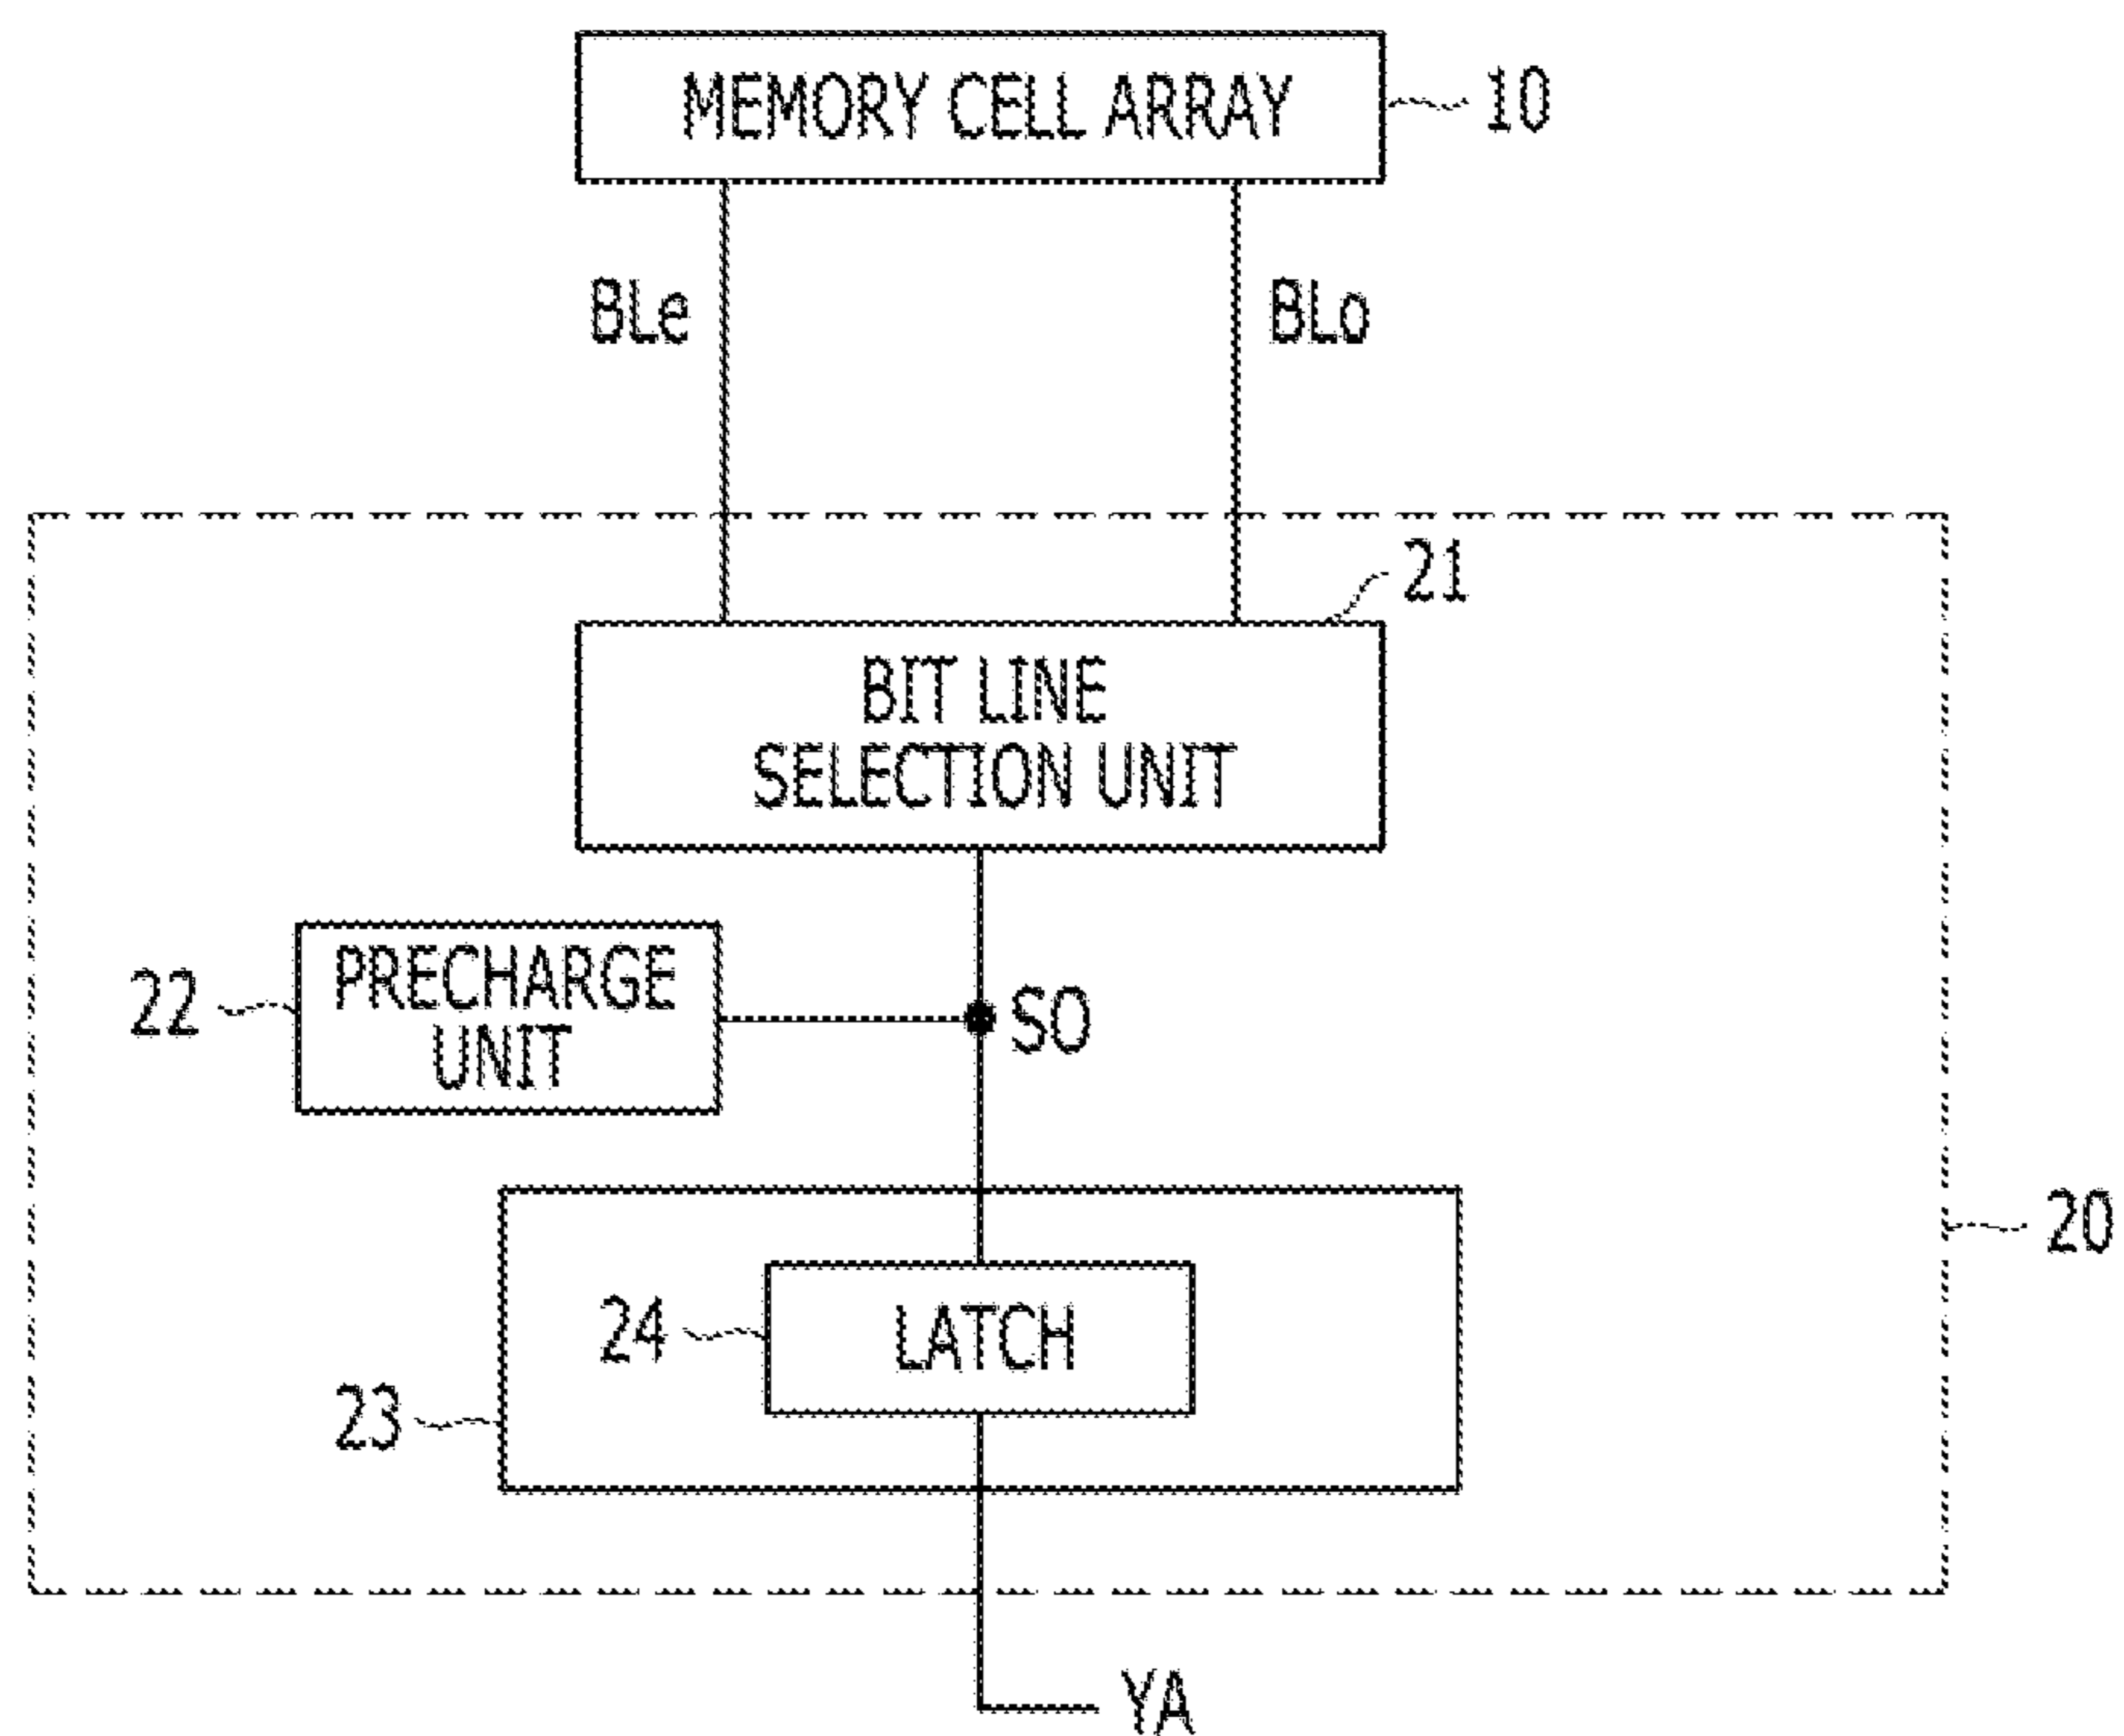 MEMORY CELL ARRAY
10
BLe
BLo
21
BIT LINE
SELECTION UNIT
22
PRECHARGE
UNIT
SO
20
24
LATCH
23
YA